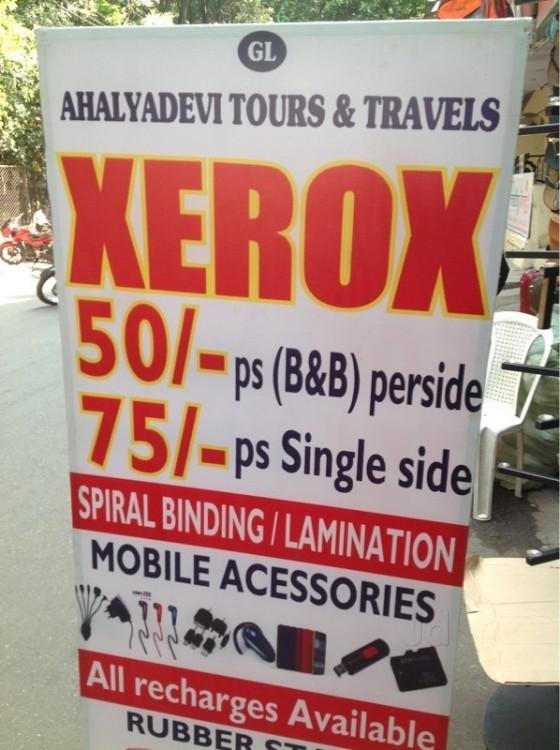 GL
AHALYADEVI TOURS & TRAVELS
XEROX
50/- ps (B&B) perside
75/- ps Single side
SPIRAL BINDING / LAMINATION
MOBILE ACESSORIES
All recharges Available
RUBBER